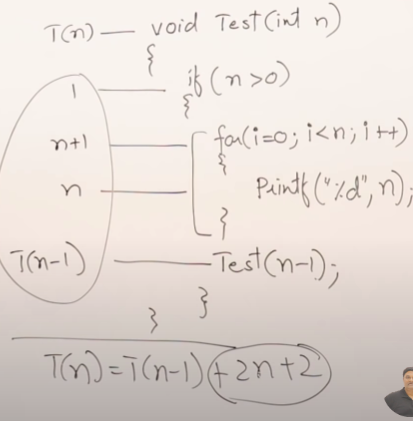 T(n) — void Test(int n)
{
1 — if (n>0)
{
n+1 — for(i=0; i<n; i++)
{
n — Printf("%d", n);
}
T(n-1) — Test(n-1);
}
}
T(n)=T(n-1)+2n+2